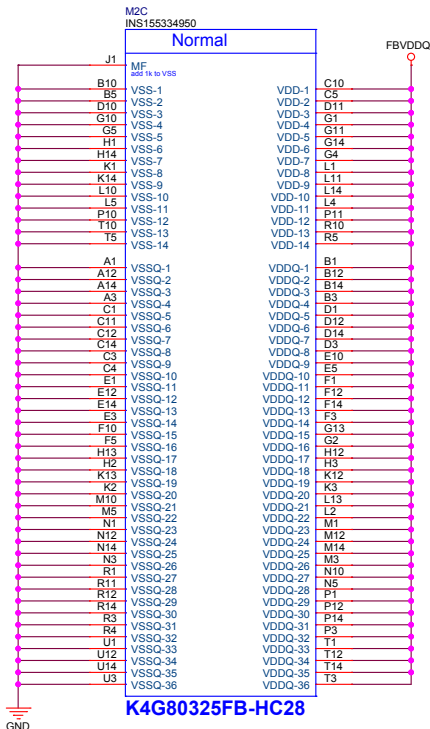 M2C
INS155334950
Normal
FBVDDQ
J1 MF
add 1k to VSS
B10 VSS-1 VDD-1 C10
B5 VSS-2 VDD-2 C5
D10 VSS-3 VDD-3 D11
G10 VSS-4 VDD-4 G1
G5 VSS-5 VDD-5 G11
H1 VSS-6 VDD-6 G14
H14 VSS-7 VDD-7 G4
K1 VSS-8 VDD-8 L1
K14 VSS-9 VDD-9 L11
L10 VSS-10 VDD-10 L14
L5 VSS-11 VDD-11 L4
P10 VSS-12 VDD-12 P11
T10 VSS-13 VDD-13 R10
T5 VSS-14 VDD-14 R5
A1 VSSQ-1 VDDQ-1 B1
A12 VSSQ-2 VDDQ-2 B12
A14 VSSQ-3 VDDQ-3 B14
A3 VSSQ-4 VDDQ-4 B3
C1 VSSQ-5 VDDQ-5 D1
C11 VSSQ-6 VDDQ-6 D12
C12 VSSQ-7 VDDQ-7 D14
C14 VSSQ-8 VDDQ-8 D3
C3 VSSQ-9 VDDQ-9 E10
C4 VSSQ-10 VDDQ-10 E5
E1 VSSQ-11 VDDQ-11 F1
E12 VSSQ-12 VDDQ-12 F12
E14 VSSQ-13 VDDQ-13 F14
E3 VSSQ-14 VDDQ-14 F3
F10 VSSQ-15 VDDQ-15 G13
F5 VSSQ-16 VDDQ-16 G2
H13 VSSQ-17 VDDQ-17 H12
H2 VSSQ-18 VDDQ-18 H3
K13 VSSQ-19 VDDQ-19 K12
K2 VSSQ-20 VDDQ-20 K3
M10 VSSQ-21 VDDQ-21 L13
M5 VSSQ-22 VDDQ-22 L2
N1 VSSQ-23 VDDQ-23 M1
N12 VSSQ-24 VDDQ-24 M12
N14 VSSQ-25 VDDQ-25 M14
N3 VSSQ-26 VDDQ-26 M3
R1 VSSQ-27 VDDQ-27 N10
R11 VSSQ-28 VDDQ-28 N5
R12 VSSQ-29 VDDQ-29 P1
R14 VSSQ-30 VDDQ-30 P12
R3 VSSQ-31 VDDQ-31 P14
R4 VSSQ-32 VDDQ-32 P3
U1 VSSQ-33 VDDQ-33 T1
U12 VSSQ-34 VDDQ-34 T12
U14 VSSQ-35 VDDQ-35 T14
U3 VSSQ-36 VDDQ-36 T3
K4G80325FB-HC28
GND